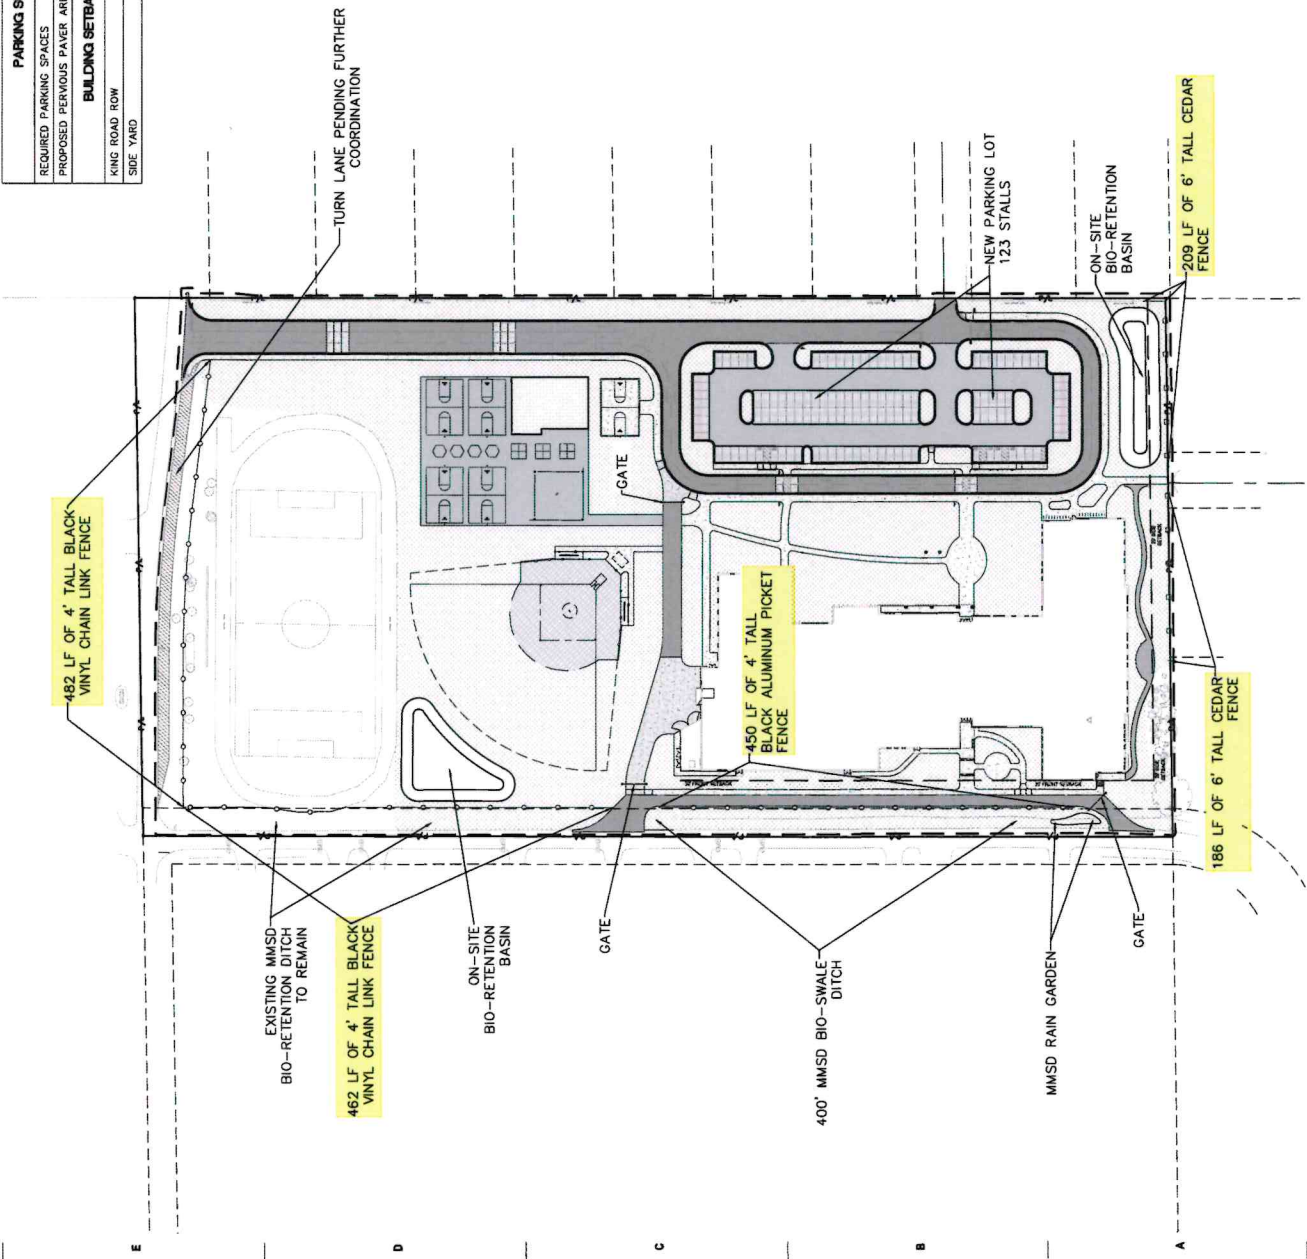 PARKING S
REQUIRED PARKING SPACES
PROPOSED PERVIOUS PAVER ARE
BUILDING SETBA
KING ROAD ROW
SIDE YARD
TURN LANE PENDING FURTHER
COORDINATION
482 LF OF 4' TALL BLACK
VINYL CHAIN LINK FENCE
NEW PARKING LOT
123 STALLS
ON-SITE
BIO-RETENTION
BASIN
209 LF OF 6' TALL CEDAR
FENCE
GATE
450 LF OF 4' TALL
BLACK ALUMINUM PICKET
FENCE
186 LF OF 6' TALL CEDAR
FENCE
EXISTING MMSD
BIO-RETENTION DITCH
TO REMAIN
462 LF OF 4' TALL BLACK
VINYL CHAIN LINK FENCE
ON-SITE
BIO-RETENTION
BASIN
GATE
400' MMSD BIO-SWALE
DITCH
MMSD RAIN GARDEN
GATE
E
D
C
B
A